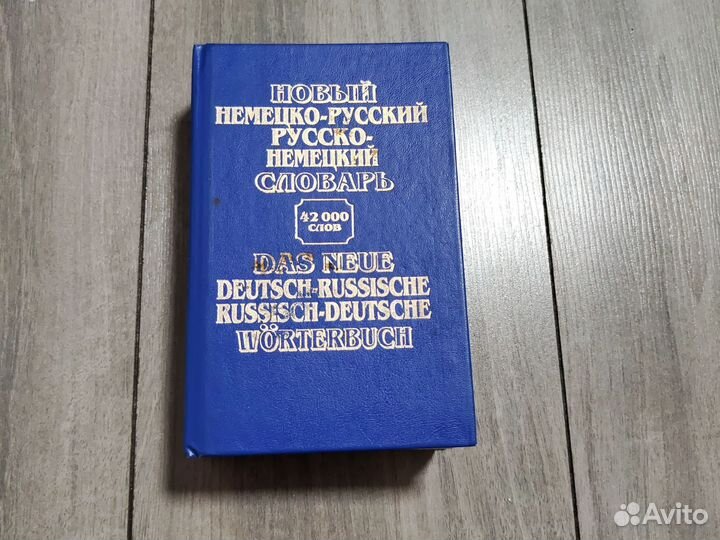 НОВЫЙ
НЕМЕЦКО-РУССКИЙ
РУССКО-
НЕМЕЦКИЙ
СЛОВАРЬ
42 000
СЛОВ
DAS NEUE
DEUTSCH-RUSSISCHE
RUSSISCH-DEUTSCHE
WÖRTERBUCH
Avito